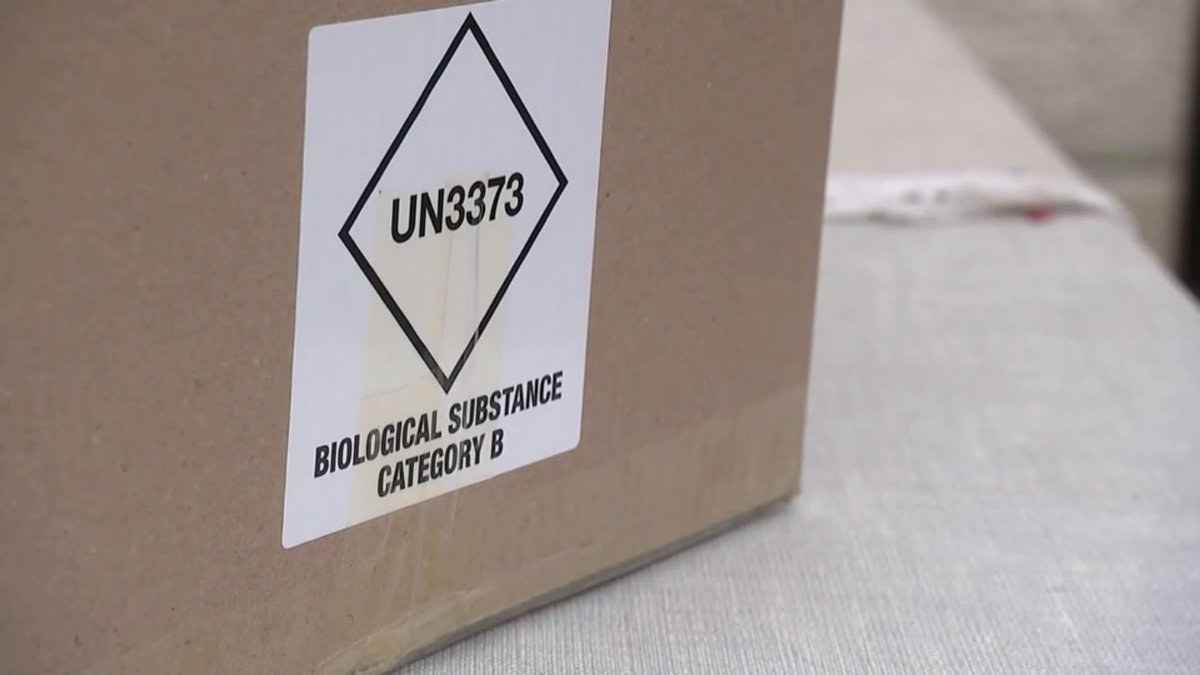 UN3373
BIOLOGICAL SUBSTANCE
CATEGORY B